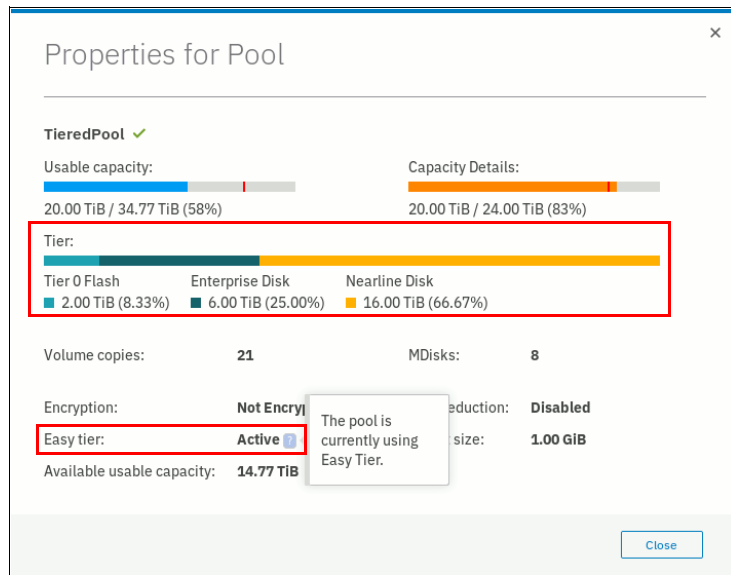 Properties for Pool
TieredPool
Usable capacity: Capacity Details:
20.00 TiB / 34.77 TiB (58%) 20.00 TiB / 24.00 TiB (83%)
Tier:
Tier 0 Flash Enterprise Disk Nearline Disk
2.00 TiB (8.33%) 6.00 TiB (25.00%) 16.00 TiB (66.67%)
Volume copies: 21 MDisks: 8
Encryption: Not Encry eduction: Disabled
Easy tier: Active ? size: 1.00 GiB
Available usable capacity: 14.77 TiB
The pool is
currently using
Easy Tier.
Close